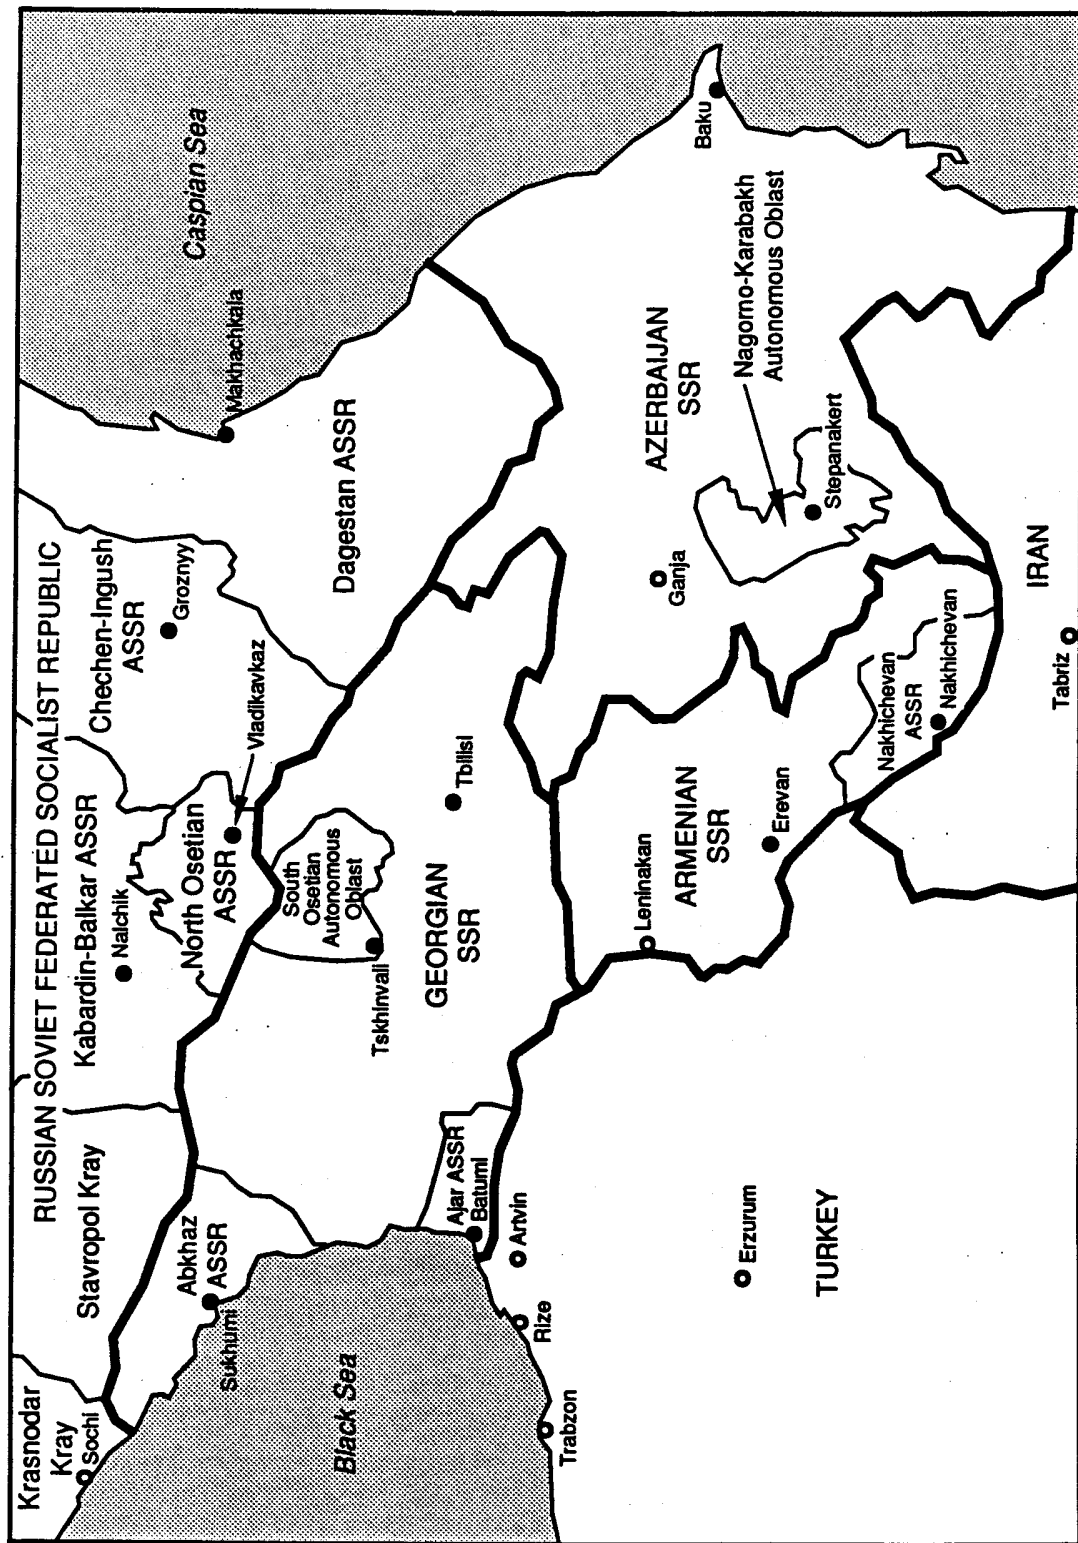 RUSSIAN SOVIET FEDERATED SOCIALIST REPUBLIC
Krasnodar
Kray
Sochi
Stavropol Kray
Kabardin-Balkar ASSR
Nalchik
Chechen-Ingush
ASSR
Groznyy
North Osetian
ASSR
Vladikavkaz
Makhachkala
Caspian Sea
Dagestan ASSR
Abkhaz
ASSR
Sukhumi
South
Osetian
Autonomous
Oblast
Tskhinvali
Black Sea
GEORGIAN
SSR
Tbilisi
Ajar ASSR
Batumi
Artvin
Rize
Trabzon
Erzurum
TURKEY
Leninakan
ARMENIAN
SSR
Erevan
Ganja
AZERBAIJAN
SSR
Baku
Nagorno-Karabakh
Autonomous Oblast
Stepanakert
Nakhichevan
ASSR
Nakhichevan
IRAN
Tabriz